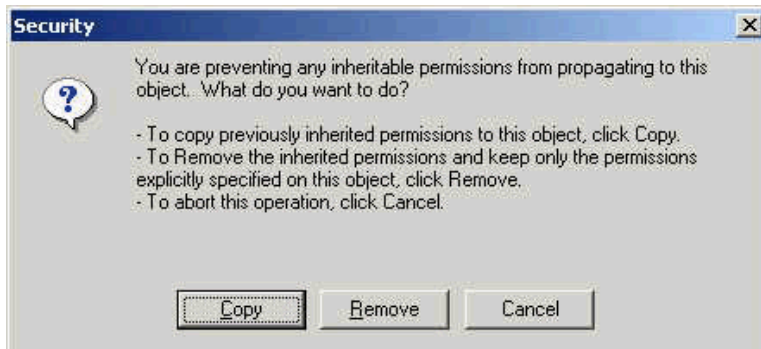 Security
You are preventing any inheritable permissions from propagating to this
object.  What do you want to do?
- To copy previously inherited permissions to this object, click Copy.
- To Remove the inherited permissions and keep only the permissions
explicitly specified on this object, click Remove.
- To abort this operation, click Cancel.
Copy Remove Cancel